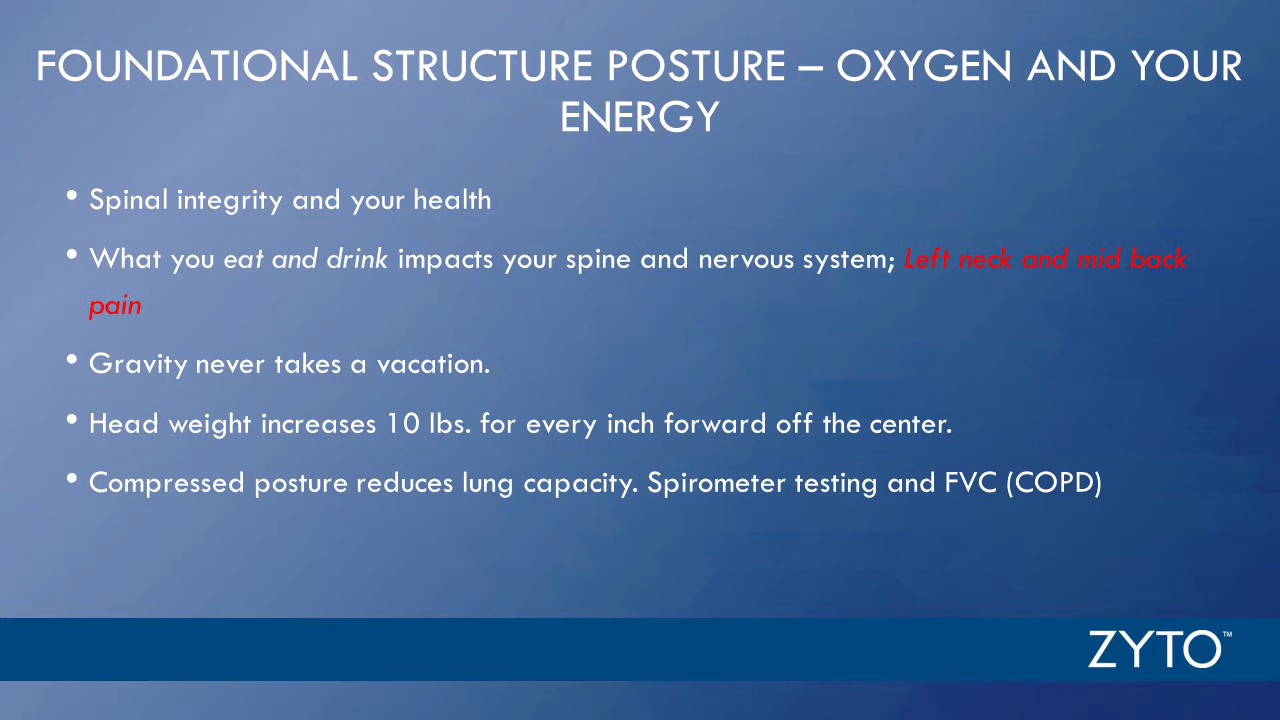 FOUNDATIONAL STRUCTURE POSTURE – OXYGEN AND YOUR
ENERGY
• Spinal integrity and your health
• What you eat and drink impacts your spine and nervous system; Left neck and mid back
pain
• Gravity never takes a vacation.
• Head weight increases 10 lbs. for every inch forward off the center.
• Compressed posture reduces lung capacity. Spirometer testing and FVC (COPD)
ZYTO™